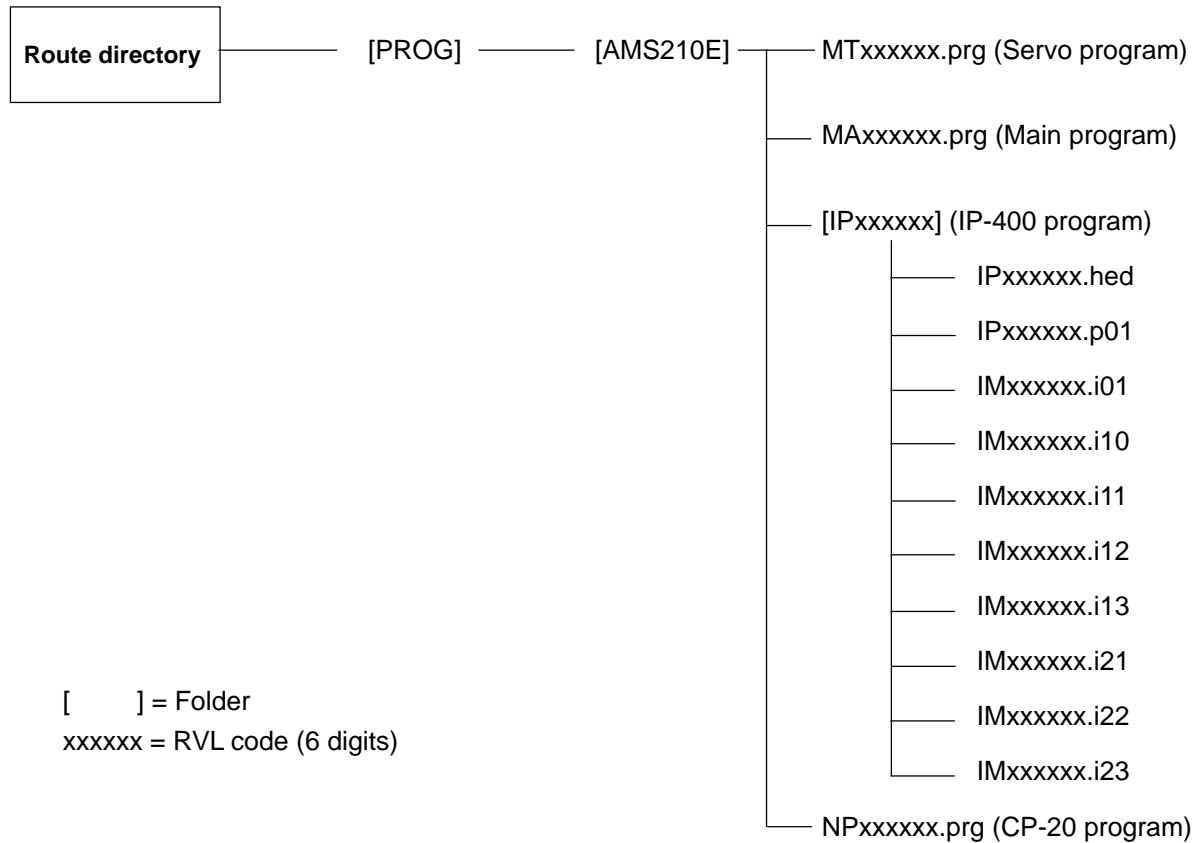 Route directory [PROG] [AMS210E] MTxxxxxx.prg (Servo program)
MAxxxxxx.prg (Main program)
[IPxxxxxx] (IP-400 program)
IPxxxxxx.hed
IPxxxxxx.p01
IMxxxxxx.i01
IMxxxxxx.i10
IMxxxxxx.i11
IMxxxxxx.i12
IMxxxxxx.i13
IMxxxxxx.i21
IMxxxxxx.i22
IMxxxxxx.i23
NPxxxxxx.prg (CP-20 program)
[ ] = Folder
xxxxxx = RVL code (6 digits)